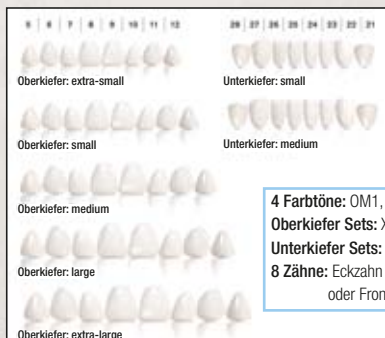 5 | 6 | 7 | 8 | 9 | 10 | 11 | 12
28 | 27 | 26 | 25 | 24 | 23 | 22 | 21
Oberkiefer: extra-small
Unterkiefer: small
Oberkiefer: small
Unterkiefer: medium
Oberkiefer: medium
Oberkiefer: large
Oberkiefer: extra-large
4 Farbtöne: OM1,
Oberkiefer Sets: X
Unterkiefer Sets:
8 Zähne: Eckzahn
oder Fron